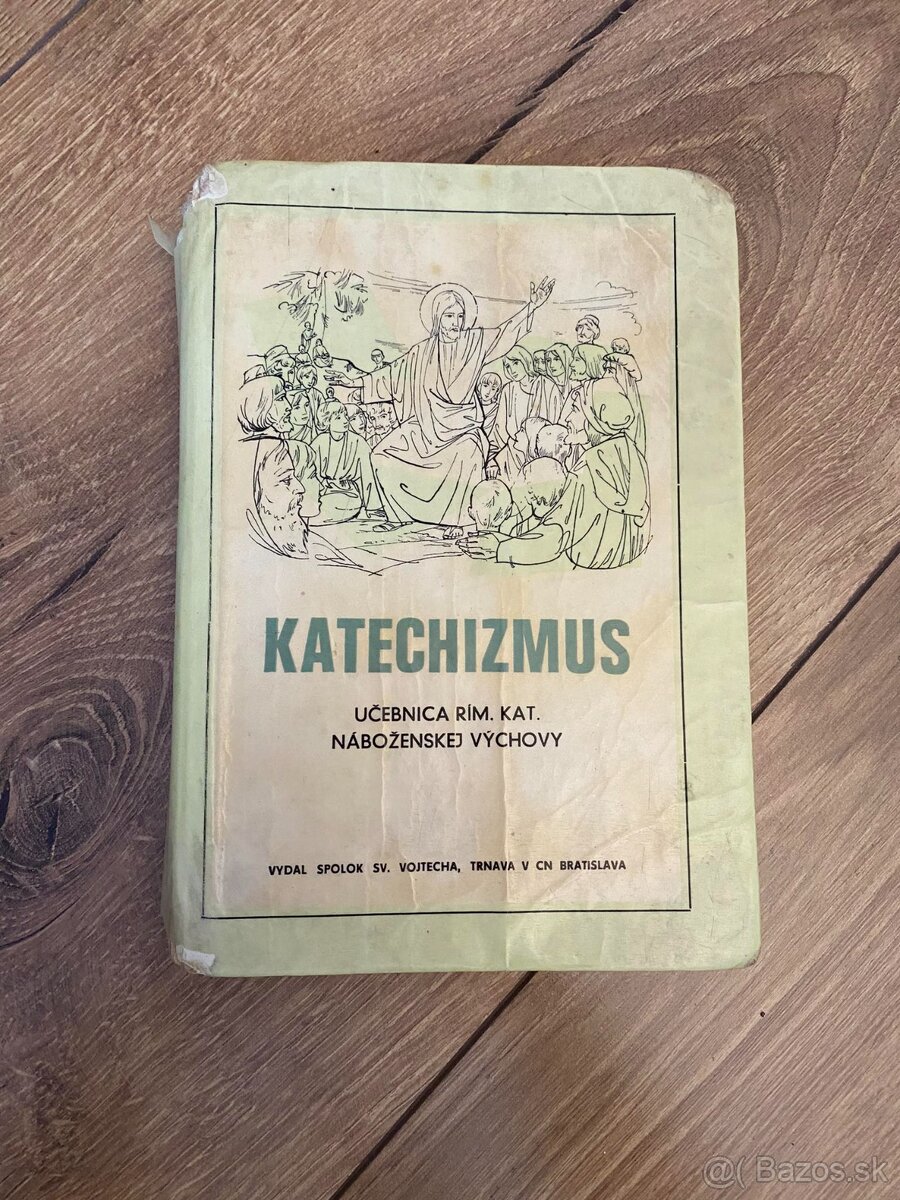 KATECHIZMUS
UČEBNICA RÍM. KAT.
NÁBOŽENSKEJ VÝCHOVY
VYDAL SPOLOK SV. VOJTECHA, TRNAVA V CN BRATISLAVA
@( Bazos.sk